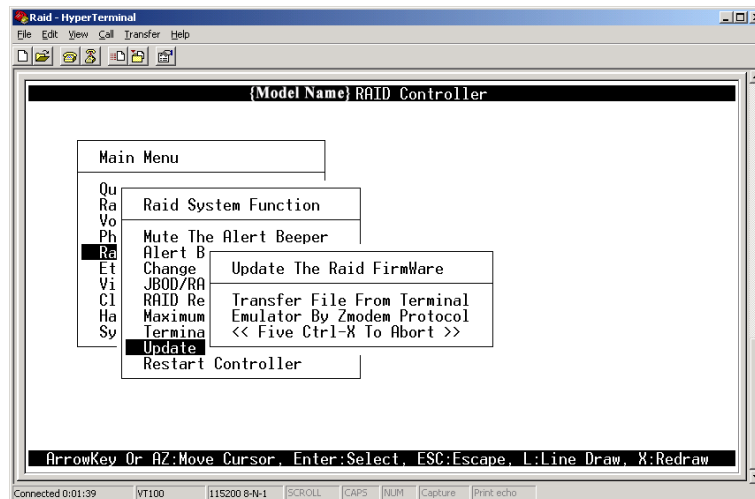 Raid - HyperTerminal
File Edit View Call Transfer Help
{Model Name} RAID Controller
Main Menu
Qu
Ra
Vo
Ph
Ra
Et
Vi
Cl
Ha
Sy
Raid System Function
Mute The Alert Beeper
Alert B
Change
JBOD/RA
RAID Re
Maximum
Termina
Update
Restart Controller
Update The Raid FirmWare
Transfer File From Terminal
Emulator By Zmodem Protocol
<< Five Ctrl-X To Abort >>
ArrowKey Or AZ:Move Cursor, Enter:Select, ESC:Escape, L:Line Draw, X:Redraw
Connected 0:01:39 VT100 115200 8-N-1 SCROLL CAPS NUM Capture Print echo